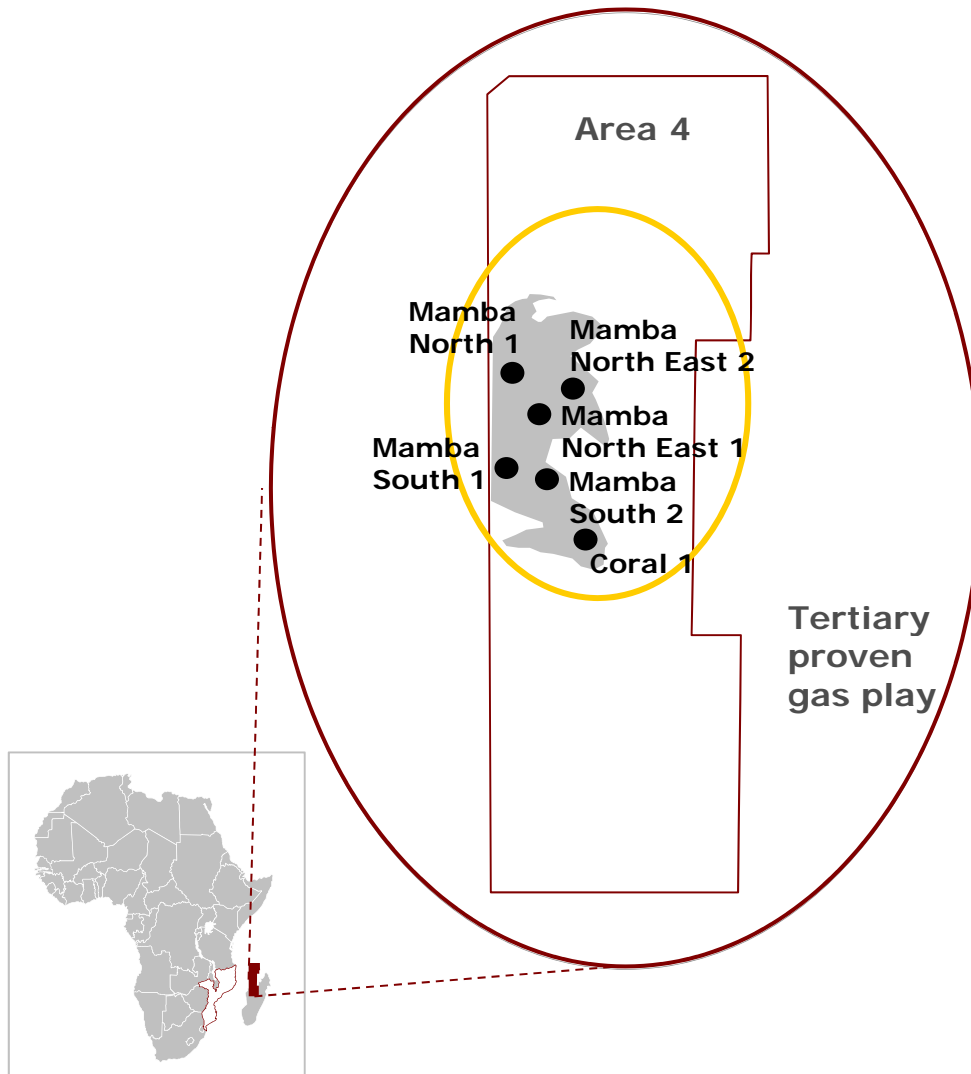 Area 4
Mamba
North 1
Mamba
North East 2
Mamba
North East 1
Mamba
South 1
Mamba
South 2
Coral 1
Tertiary
proven
gas play